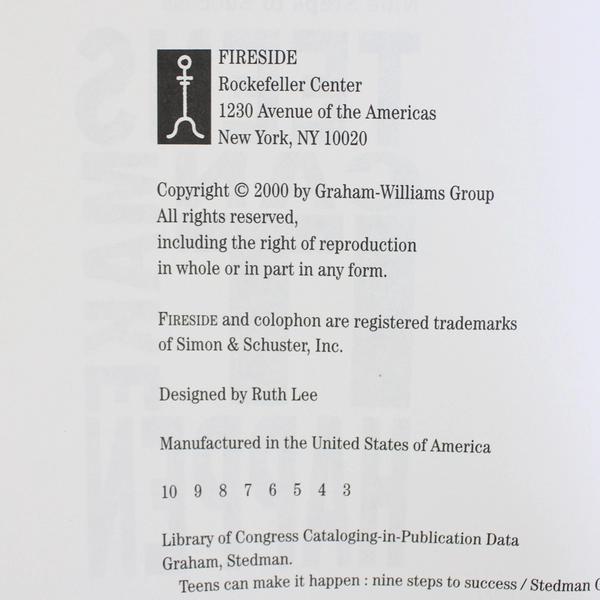 FIRESIDE
Rockefeller Center
1230 Avenue of the Americas
New York, NY 10020
Copyright © 2000 by Graham-Williams Group
All rights reserved,
including the right of reproduction
in whole or in part in any form.
FIRESIDE and colophon are registered trademarks
of Simon & Schuster, Inc.
Designed by Ruth Lee
Manufactured in the United States of America
10 9 8 7 6 5 4 3
Library of Congress Cataloging-in-Publication Data
Graham, Stedman.
Teens can make it happen : nine steps to success / Stedman